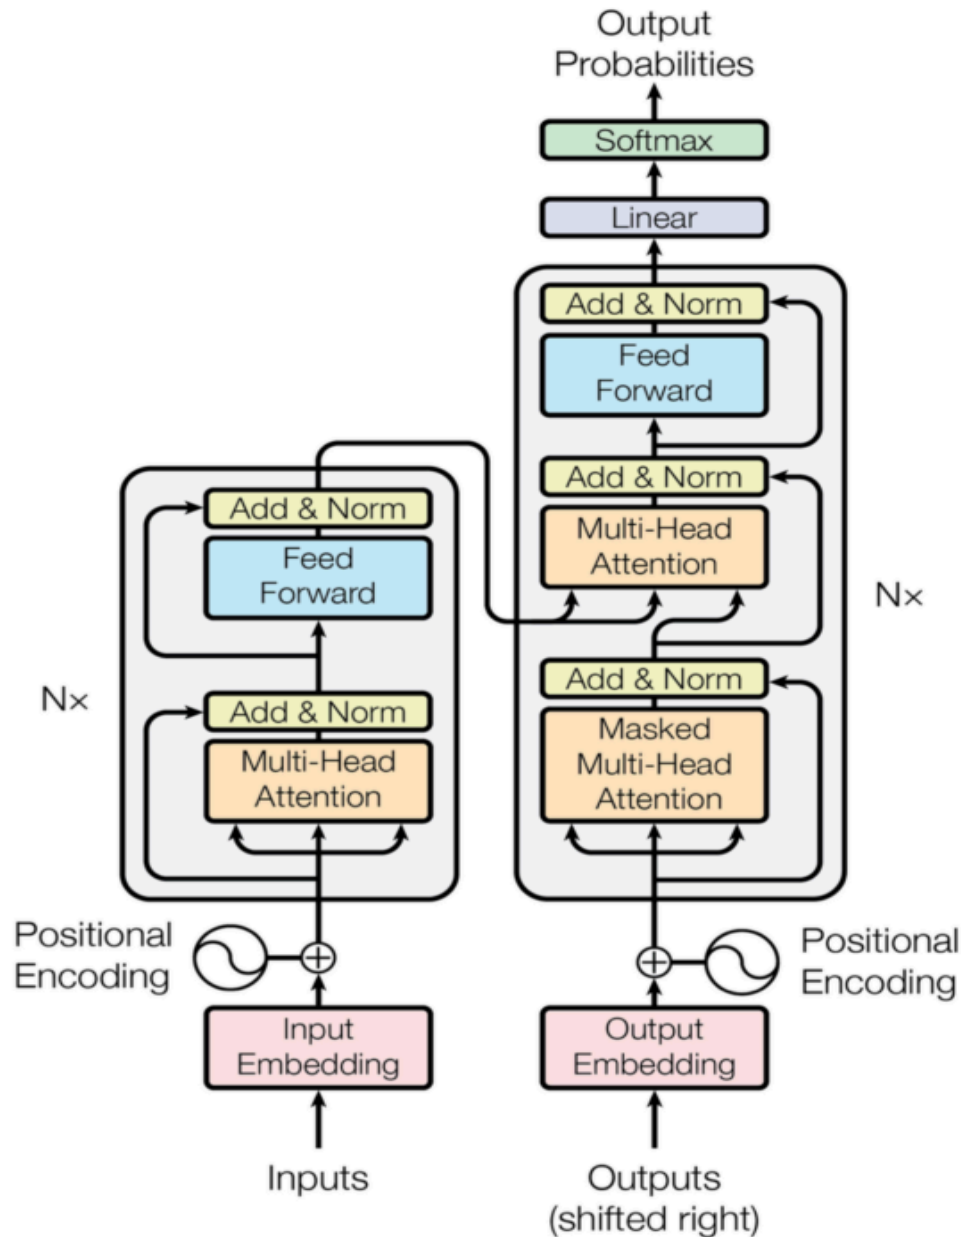 Output
Probabilities
Softmax
Linear
Add & Norm
Feed
Forward
Add & Norm
Multi-Head
Attention
Nx
Add & Norm
Masked
Multi-Head
Attention
Add & Norm
Feed
Forward
Nx
Add & Norm
Multi-Head
Attention
Positional
Encoding
Positional
Encoding
Input
Embedding
Output
Embedding
Inputs
Outputs
(shifted right)